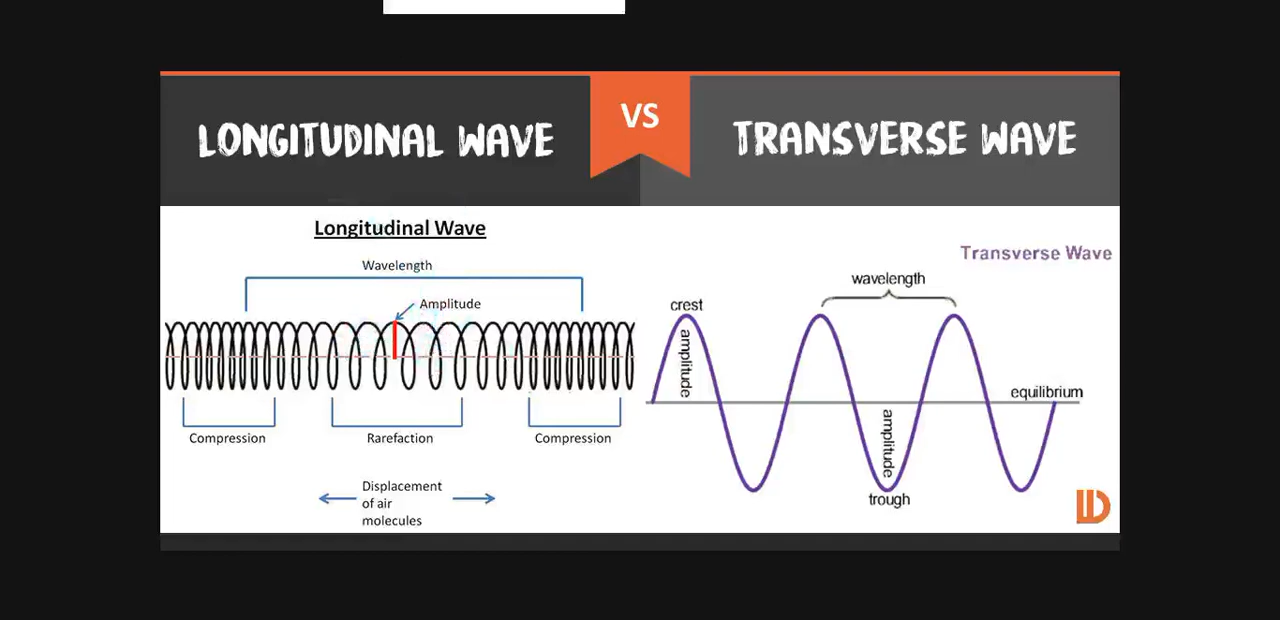 LONGITUDINAL WAVE
VS
TRANSVERSE WAVE
Longitudinal Wave
Wavelength
Amplitude
Compression
Rarefaction
Compression
Displacement
of air
molecules
Transverse Wave
wavelength
crest
amplitude
equilibrium
amplitude
trough